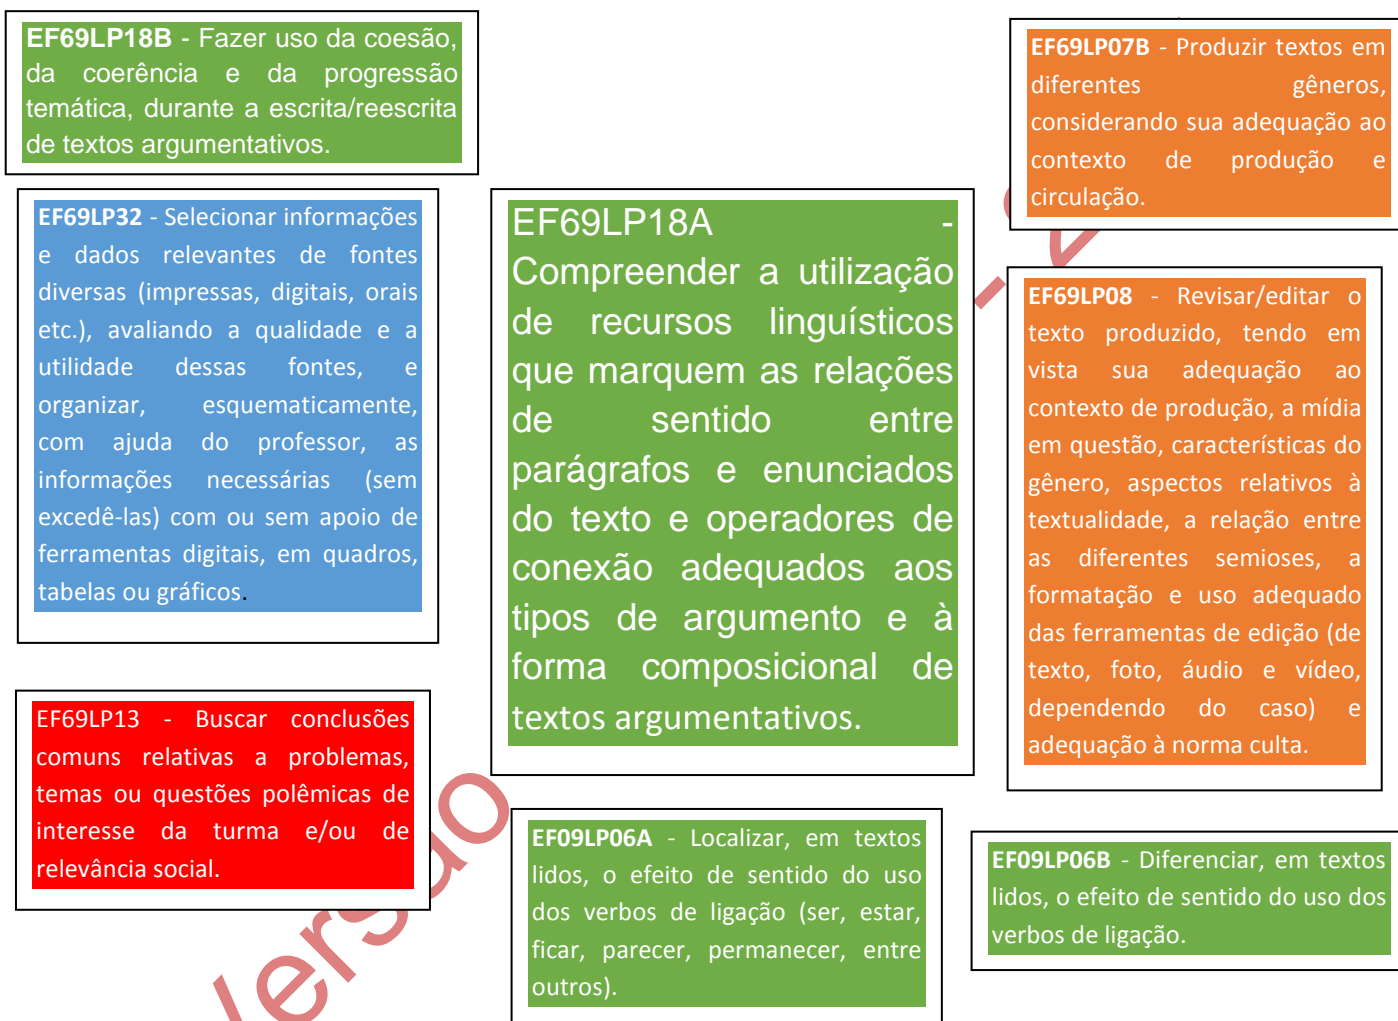 EF69LP18B - Fazer uso da coesão,
da coerência e da progressão
temática, durante a escrita/reescrita
de textos argumentativos.
EF69LP32 - Selecionar informações
e dados relevantes de fontes
diversas (impressas, digitais, orais
etc.), avaliando a qualidade e a
utilidade dessas fontes, e
organizar, esquematicamente,
com ajuda do professor, as
informações necessárias (sem
excedê-las) com ou sem apoio de
ferramentas digitais, em quadros,
tabelas ou gráficos.
EF69LP13 - Buscar conclusões
comuns relativas a problemas,
temas ou questões polêmicas de
interesse da turma e/ou de
relevância social.
EF69LP18A -
Compreender a utilização
de recursos linguísticos
que marquem as relações
de sentido entre
parágrafos e enunciados
do texto e operadores de
conexão adequados aos
tipos de argumento e à
forma composicional de
textos argumentativos.
EF09LP06A - Localizar, em textos
lidos, o efeito de sentido do uso
dos verbos de ligação (ser, estar,
ficar, parecer, permanecer, entre
outros).
EF69LP07B - Produzir textos em
diferentes gêneros,
considerando sua adequação ao
contexto de produção e
circulação.
EF69LP08 - Revisar/editar o
texto produzido, tendo em
vista sua adequação ao
contexto de produção, a mídia
em questão, características do
gênero, aspectos relativos à
textualidade, a relação entre
as diferentes semioses, a
formatação e uso adequado
das ferramentas de edição (de
texto, foto, áudio e vídeo,
dependendo do caso) e
adequação à norma culta.
EF09LP06B - Diferenciar, em textos
lidos, o efeito de sentido do uso dos
verbos de ligação.